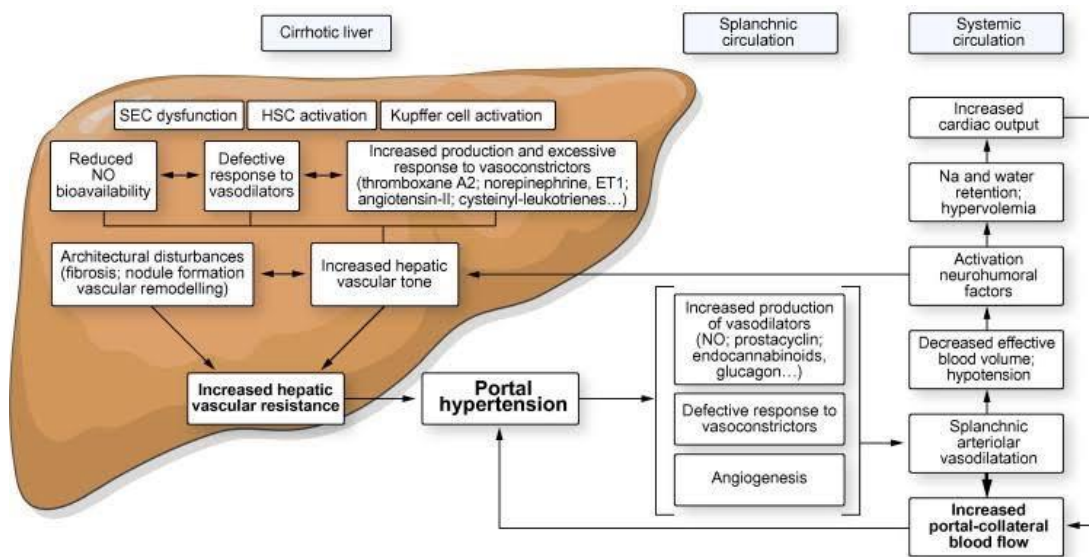 Cirrhotic liver
Splanchnic
circulation
Systemic
circulation
SEC dysfunction
HSC activation
Kupffer cell activation
Reduced
NO
bioavailability
Defective
response to
vasodilators
Increased production and excessive
response to vasoconstrictors
(thromboxane A2; norepinephrine, ET1;
angiotensin-II; cysteinyl-leukotrienes...)
Architectural disturbances
(fibrosis; nodule formation
vascular remodelling)
Increased hepatic
vascular tone
Increased hepatic
vascular resistance
Portal
hypertension
Increased production
of vasodilators
(NO; prostacyclin;
endocannabinoids,
glucagon...)
Defective response to
vasoconstrictors
Angiogenesis
Increased
cardiac output
Na and water
retention;
hypervolemia
Activation
neurohumoral
factors
Decreased effective
blood volume;
hypotension
Splanchnic
arteriolar
vasodilatation
Increased
portal-collateral
blood flow